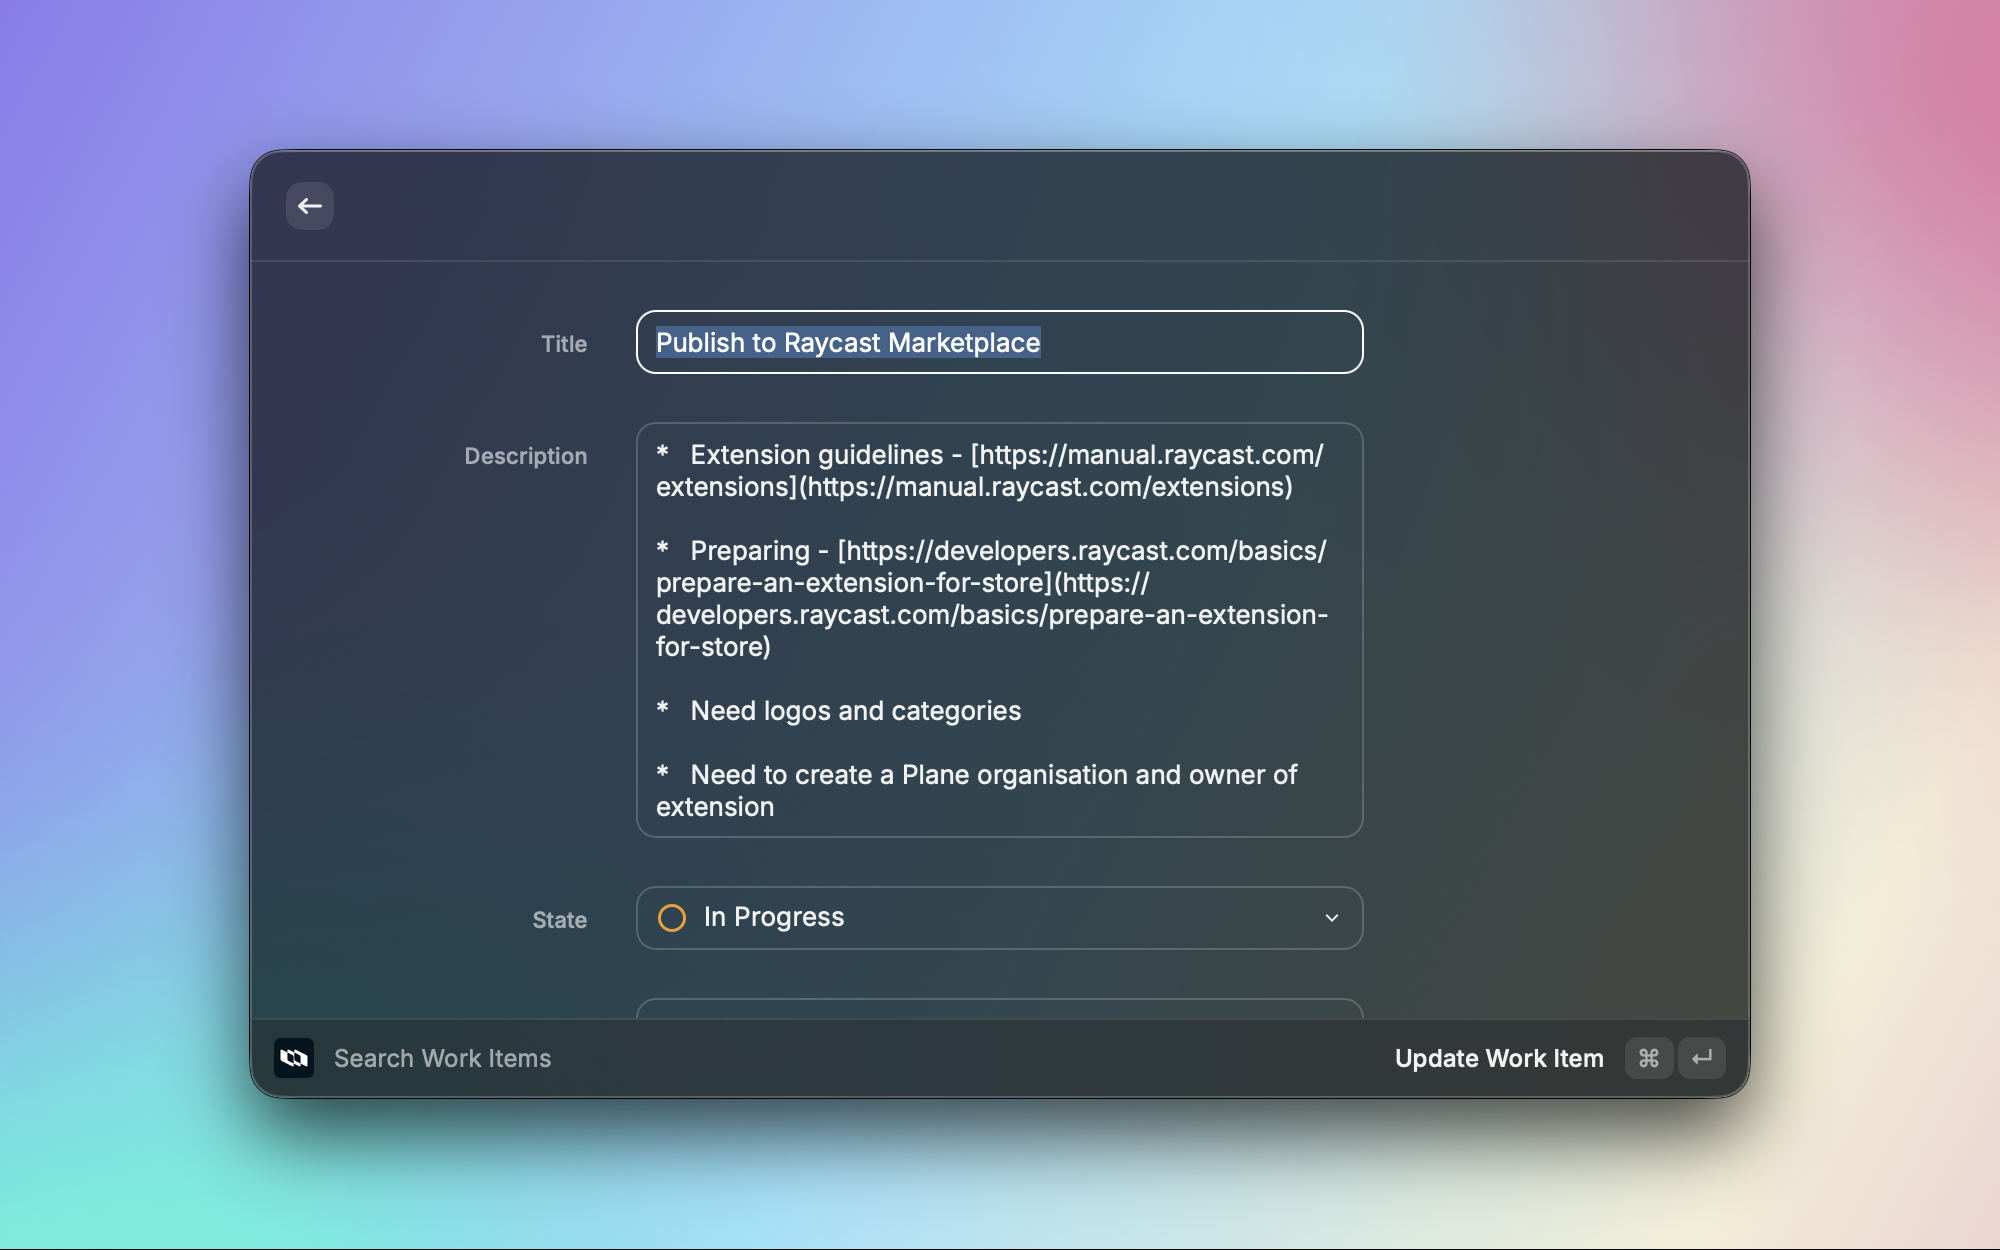 Title
Publish to Raycast Marketplace
Description
*   Extension guidelines - [https://manual.raycast.com/
extensions](https://manual.raycast.com/extensions)
*   Preparing - [https://developers.raycast.com/basics/
prepare-an-extension-for-store](https://
developers.raycast.com/basics/prepare-an-extension-
for-store)
*   Need logos and categories
*   Need to create a Plane organisation and owner of
extension
State
In Progress
Search Work Items
Update Work Item ⌘ ↵